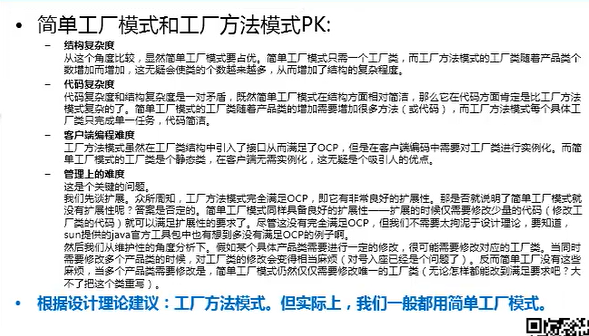 • 简单工厂模式和工厂方法模式PK:
– 结构复杂度
从这个角度比较，显然简单工厂模式要占优。简单工厂模式只需一个工厂类，而工厂方法模式的工厂类随着产品类个
数增加而增加，这无疑会使类的个数越来越多，从而增加了结构的复杂程度。
– 代码复杂度
代码复杂度和结构复杂度是一对矛盾，既然简单工厂模式在结构方面相对简洁，那么它在代码方面肯定是比工厂方法
模式复杂的了。简单工厂模式的工厂类随着产品类的增加需要增加很多方法（或代码），而工厂方法模式每个具体工
厂类只完成单一任务，代码简洁。
– 客户端编程难度
工厂方法模式虽然在工厂类结构中引入了接口从而满足了OCP，但是在客户端编码中需要对工厂类进行实例化。而简
单工厂模式的工厂类是个静态类，在客户端无需实例化，这无疑是个吸引人的优点。
– 管理上的难度
这是个关键的问题。
我们先谈扩展。众所周知，工厂方法模式完全满足OCP，即它有非常良好的扩展性。那是否就说明了简单工厂模式就
没有扩展性呢？答案是否定的。简单工厂模式同样具备良好的扩展性——扩展的时候仅需要修改少量的代码（修改工
厂类的代码）就可以满足扩展性的要求了。尽管这没有完全满足OCP，但我们不需要太拘泥于设计理论，要知道，
sun提供的java官方工具包中也有想到多没有满足OCP的例子啊。
然后我们从维护性的角度分析下。假如某个具体产品类需要进行一定的修改，很可能需要修改对应的工厂类。当同时
需要修改多个产品类的时候，对工厂类的修改会变得相当麻烦（对号入座已经是个问题了）。反而简单工厂没有这些
麻烦，当多个产品类需要修改是，简单工厂模式仍然仅仅需要修改唯一的工厂类（无论怎样都能改到满足要求吧？大
不了把这个类重写）。
• 根据设计理论建议：工厂方法模式。但实际上，我们一般都用简单工厂模式。